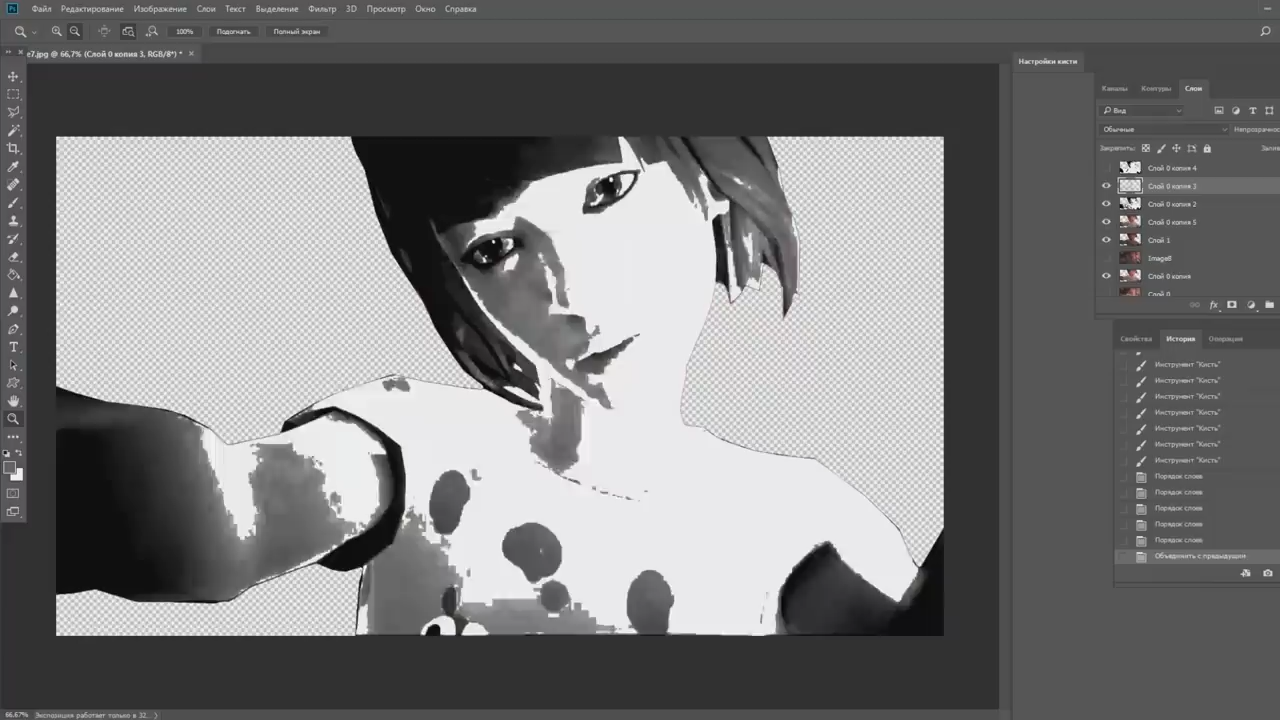 Ps Файл Редактирование Изображение Слои Текст Выделение Фильтр 3D Просмотр Окно Справка
100% Подогнать Полный экран
e7.jpg @ 66,7% (Слой 0 копия 3, RGB/8*) *
Настройки кисти
Каналы Контуры Слои
Вид
Обычные Непрозрачнос
Закрепить: Залив
Слой 0 копия 4
Слой 0 копия 3
Слой 0 копия 2
Слой 0 копия 5
Слой 1
Image8
Слой 0 копия
Слой 0
Свойства История Операции
Инструмент "Кисть"
Инструмент "Кисть"
Инструмент "Кисть"
Инструмент "Кисть"
Инструмент "Кисть"
Инструмент "Кисть"
Инструмент "Кисть"
Порядок слоев
Порядок слоев
Порядок слоев
Порядок слоев
Порядок слоев
Объединить с предыдущим
66.67% Экспозиция работает только в 32...